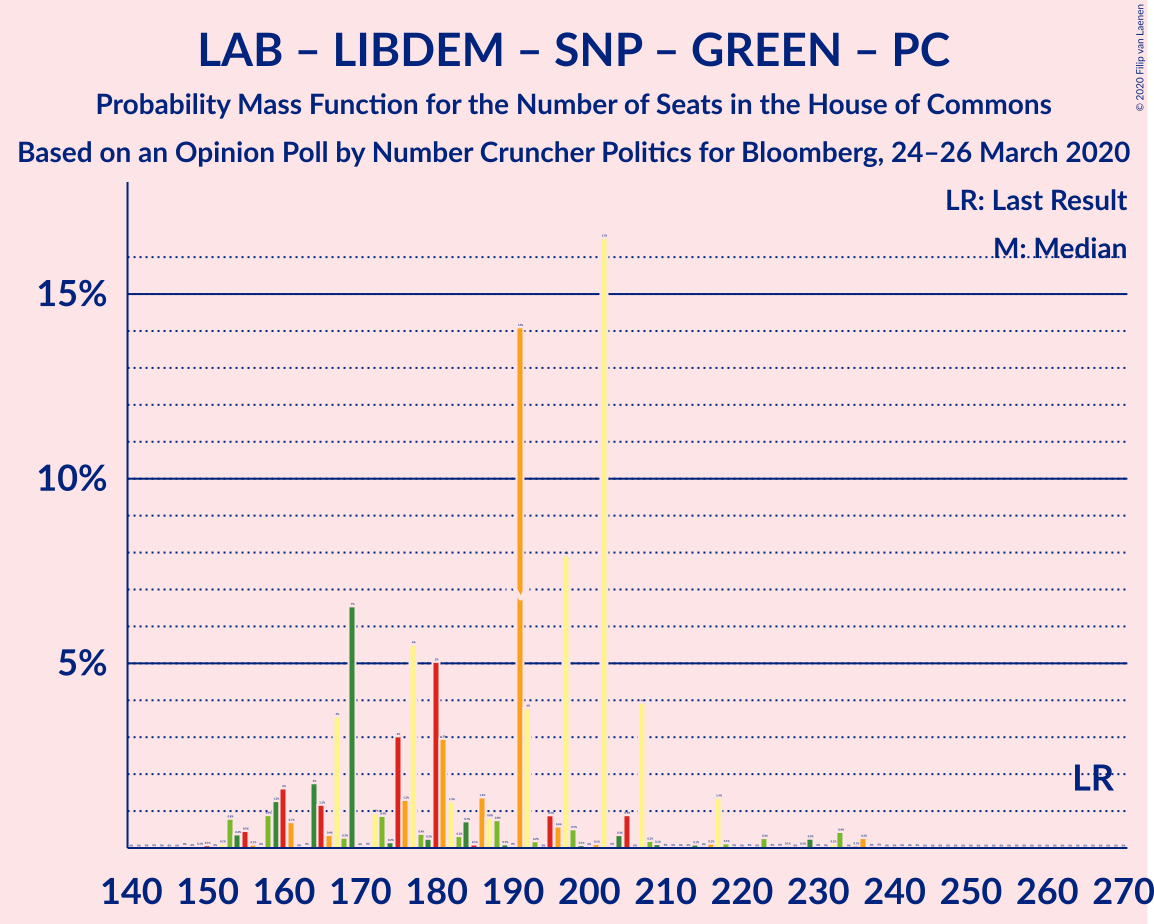 LAB – LIBDEM – SNP – GREEN – PC
Probability Mass Function for the Number of Seats in the House of Commons
Based on an Opinion Poll by Number Cruncher Politics for Bloomberg, 24–26 March 2020
© 2020 Filip van Laenen
LR: Last Result
M: Median
15%
10%
5%
LR
140 150 160 170 180 190 200 210 220 230 240 250 260 270